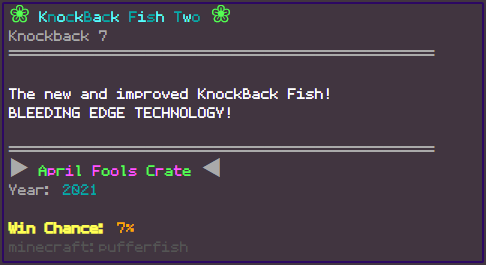 ❀ KnockBack Fish Two ❀
Knockback 7
The new and improved KnockBack Fish!
BLEEDING EDGE TECHNOLOGY!
▶ April Fools Crate ◀
Year: 2021
Win Chance: 7%
minecraft:pufferfish